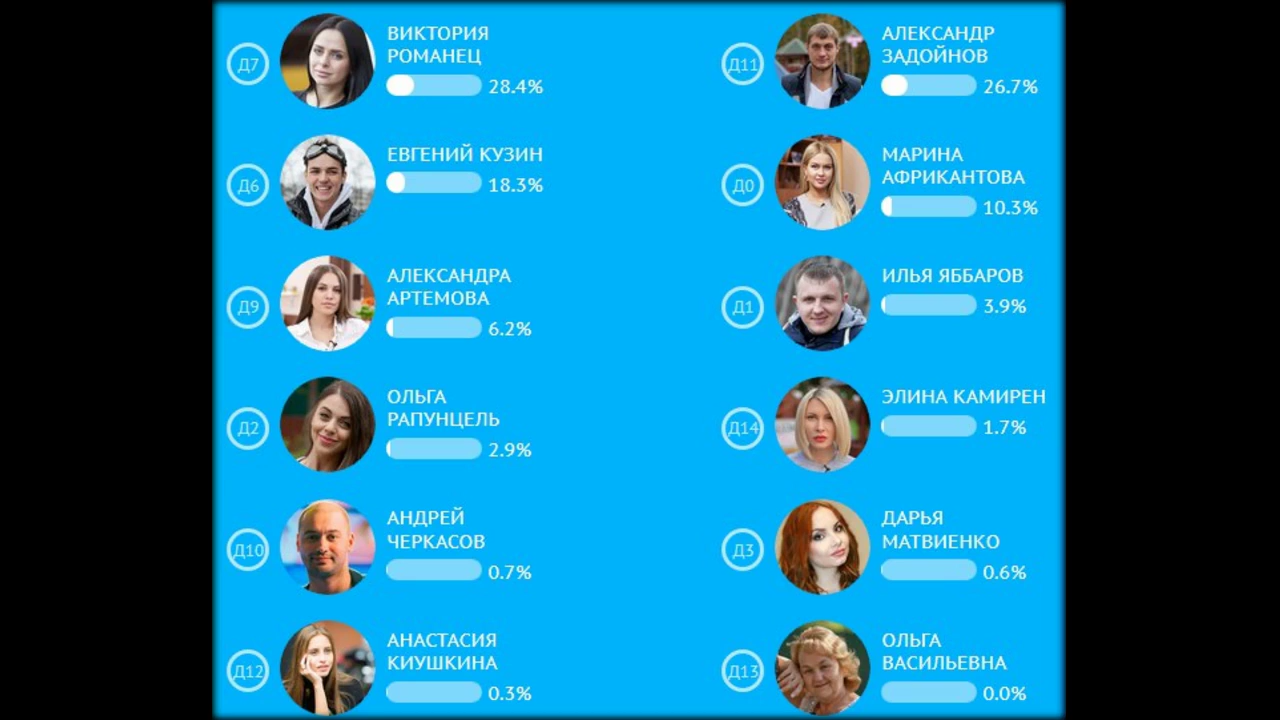 Д7
ВИКТОРИЯ
РОМАНЕЦ
28.4%
Д11
АЛЕКСАНДР
ЗАДОЙНОВ
26.7%
Д6
ЕВГЕНИЙ КУЗИН
18.3%
Д0
МАРИНА
АФРИКАНТОВА
10.3%
Д9
АЛЕКСАНДРА
АРТЕМОВА
6.2%
Д1
ИЛЬЯ ЯББАРОВ
3.9%
Д2
ОЛЬГА
РАПУНЦЕЛЬ
2.9%
Д14
ЭЛИНА КАМИРЕН
1.7%
Д10
АНДРЕЙ
ЧЕРКАСОВ
0.7%
Д3
ДАРЬЯ
МАТВИЕНКО
0.6%
Д12
АНАСТАСИЯ
КИУШКИНА
0.3%
Д13
ОЛЬГА
ВАСИЛЬЕВНА
0.0%